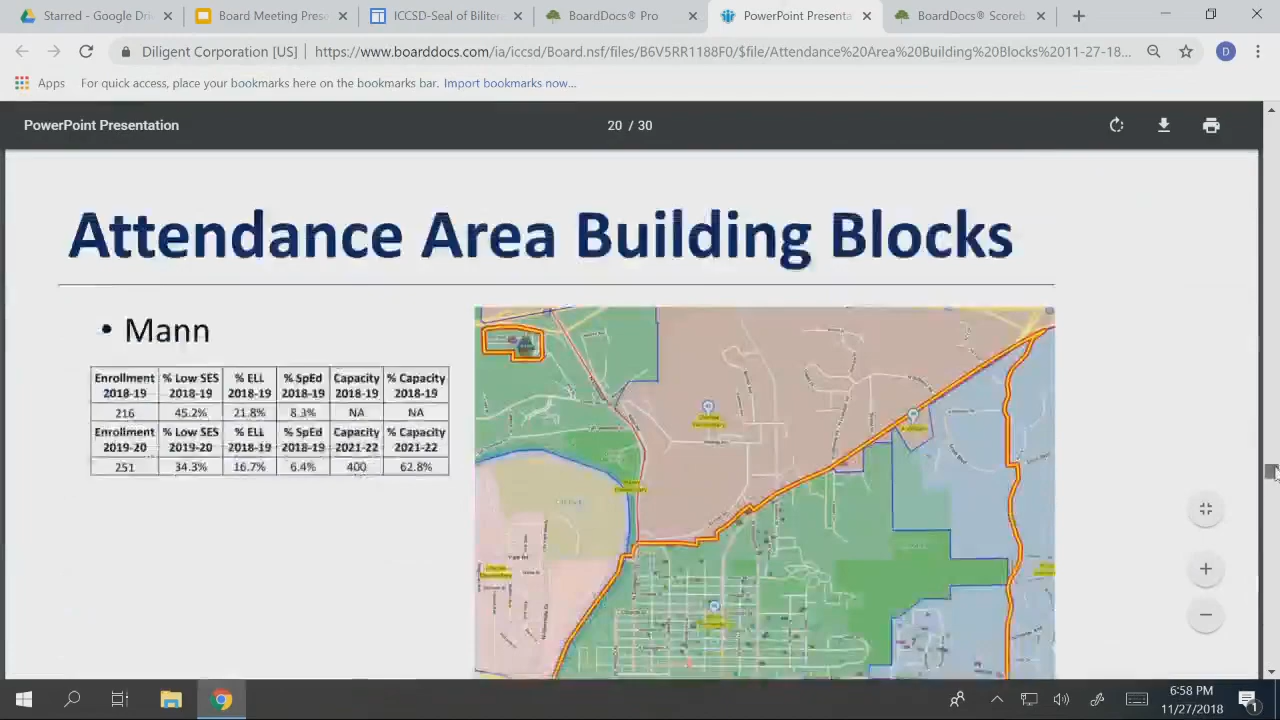 Starred - Google Dri
Board Meeting Prese
ICCSD-Seal of Biliter
BoardDocs® Pro
PowerPoint Presenta
BoardDocs® Scoreb
Diligent Corporation [US]
https://www.boarddocs.com/ia/iccsd/Board.nsf/files/B6V5RR1188F0/$file/Attendance%20Area%20Building%20Blocks%2011-27-18...
D
Apps
For quick access, place your bookmarks here on the bookmarks bar. Import bookmarks now...
PowerPoint Presentation
20 / 30
Attendance Area Building Blocks
• Mann
Enrollment 2018-19 % Low SES 2018-19 % ELL 2018-19 % SpEd 2018-19 Capacity 2018-19 % Capacity 2018-19
216 45.2% 21.8% 8.3% NA NA
Enrollment 2019-20 % Low SES 2019-20 % ELL 2018-19 % SpEd 2018-19 Capacity 2021-22 % Capacity 2021-22
251 34.3% 16.7% 6.4% 400 62.8%
6:58 PM
11/27/2018
1